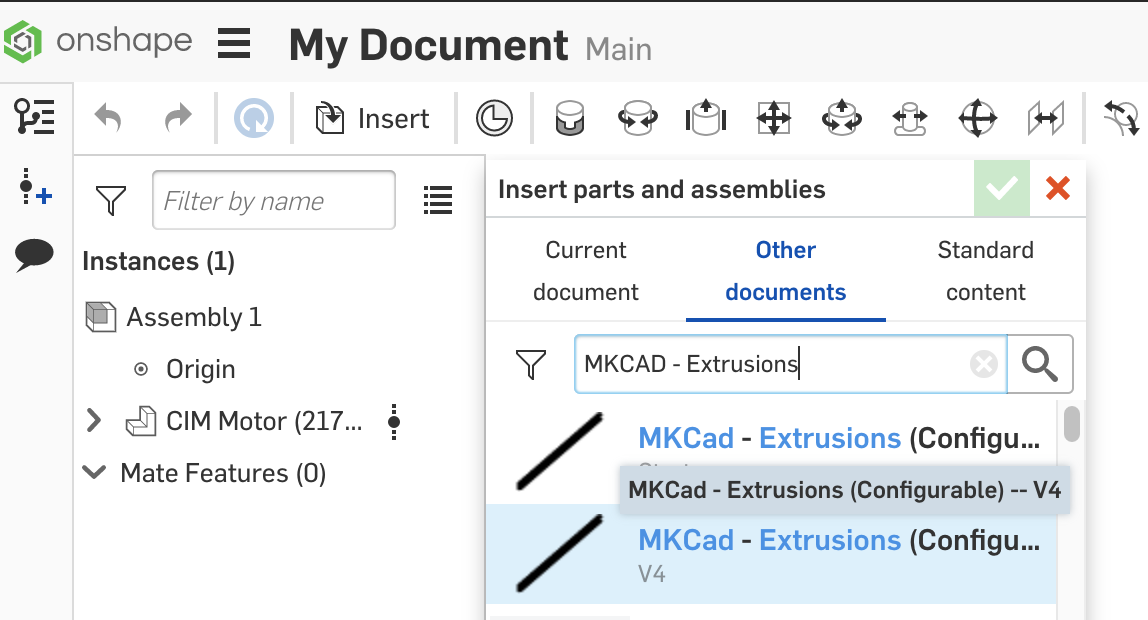 onshape My Document Main
Insert
Insert parts and assemblies
Filter by name
Current document
Other documents
Standard content
Instances (1)
Assembly 1
Origin
CIM Motor (217...
Mate Features (0)
MKCAD - Extrusions
MKCad - Extrusions (Configu...
MKCad - Extrusions (Configurable) -- V4
MKCad - Extrusions (Configu...
V4